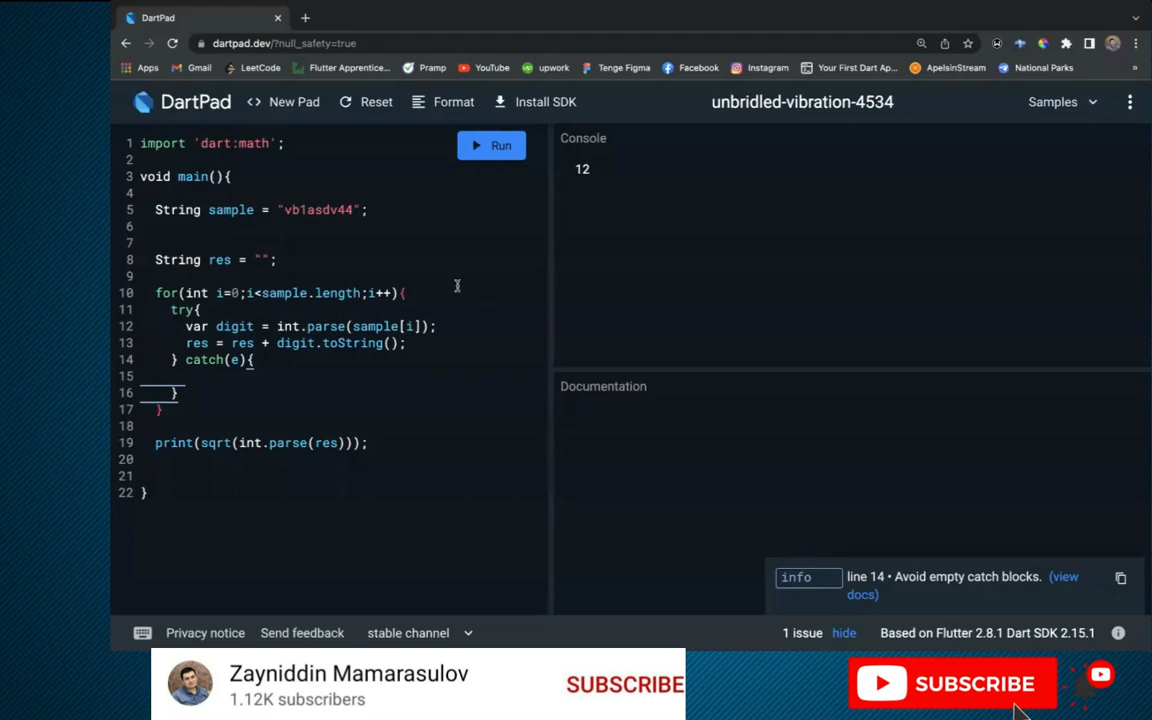 DartPad
dartpad.dev/?null_safety=true
Apps Gmail LeetCode Flutter Apprentice... Pramp YouTube upwork Tenge Figma Facebook Instagram Your First Dart Ap... ApelsinStream National Parks »
DartPad <> New Pad Reset Format Install SDK unbridled-vibration-4534 Samples
Run
1 import 'dart:math';
2
3 void main(){
4
5 String sample = "vb1asdv44";
6
7
8 String res = "";
9
10 for(int i=0;i<sample.length;i++){
11 try{
12 var digit = int.parse(sample[i]);
13 res = res + digit.toString();
14 } catch(e){
15
16 }
17 }
18
19 print(sqrt(int.parse(res)));
20
21
22 }
Console
12
Documentation
info line 14 • Avoid empty catch blocks. (view
docs)
Privacy notice Send feedback stable channel 1 issue hide Based on Flutter 2.8.1 Dart SDK 2.15.1
Zayniddin Mamarasulov
1.12K subscribers
SUBSCRIBE
SUBSCRIBE